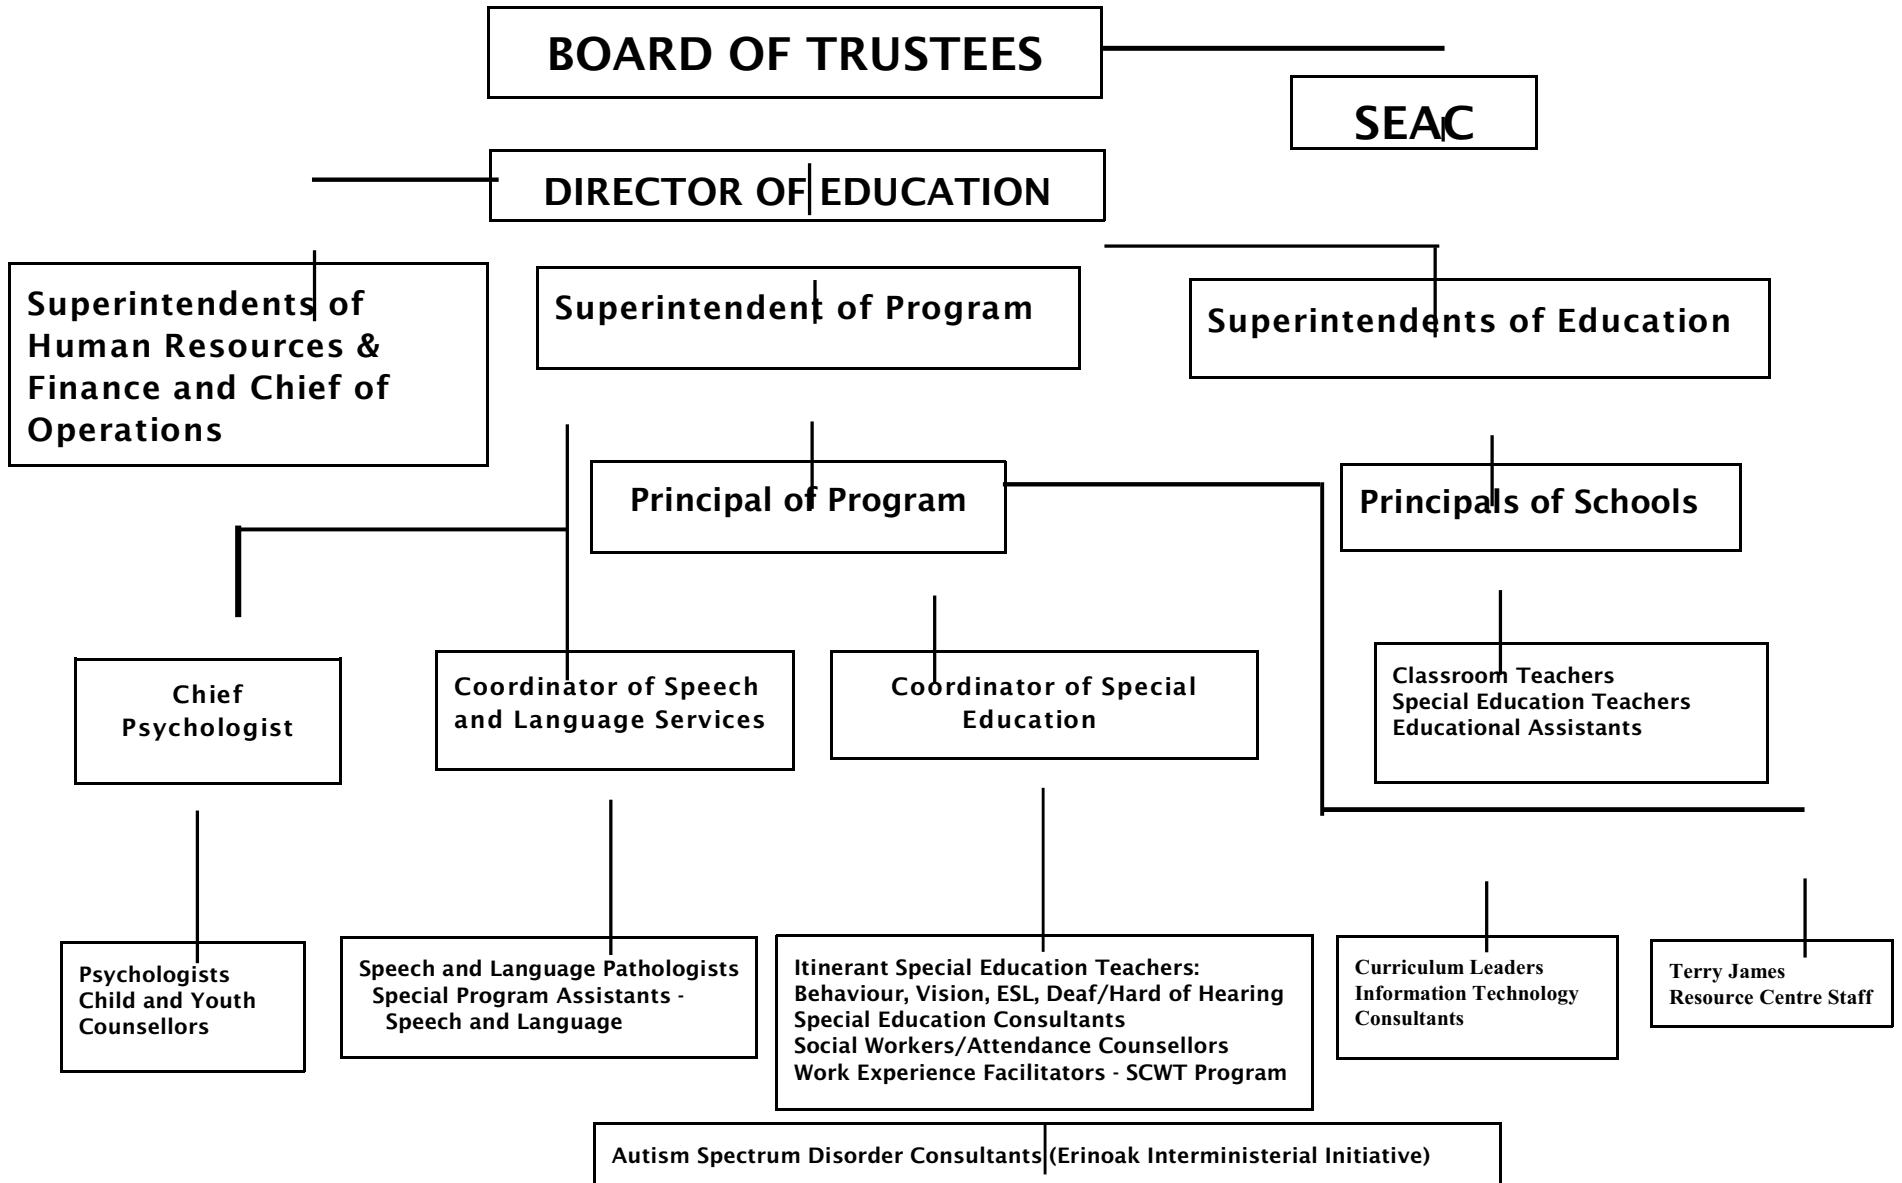 BOARD OF TRUSTEES
SEAC
DIRECTOR OF EDUCATION
Superintendents of
Human Resources &
Finance and Chief of
Operations
Superintendent of Program
Superintendents of Education
Principal of Program
Principals of Schools
Chief
Psychologist
Coordinator of Speech
and Language Services
Coordinator of Special
Education
Classroom Teachers
Special Education Teachers
Educational Assistants
Psychologists
Child and Youth
Counsellors
Speech and Language Pathologists
Special Program Assistants -
Speech and Language
Itinerant Special Education Teachers:
Behaviour, Vision, ESL, Deaf/Hard of Hearing
Special Education Consultants
Social Workers/Attendance Counsellors
Work Experience Facilitators - SCWT Program
Curriculum Leaders
Information Technology
Consultants
Terry James
Resource Centre Staff
Autism Spectrum Disorder Consultants (Erinoak Interministerial Initiative)